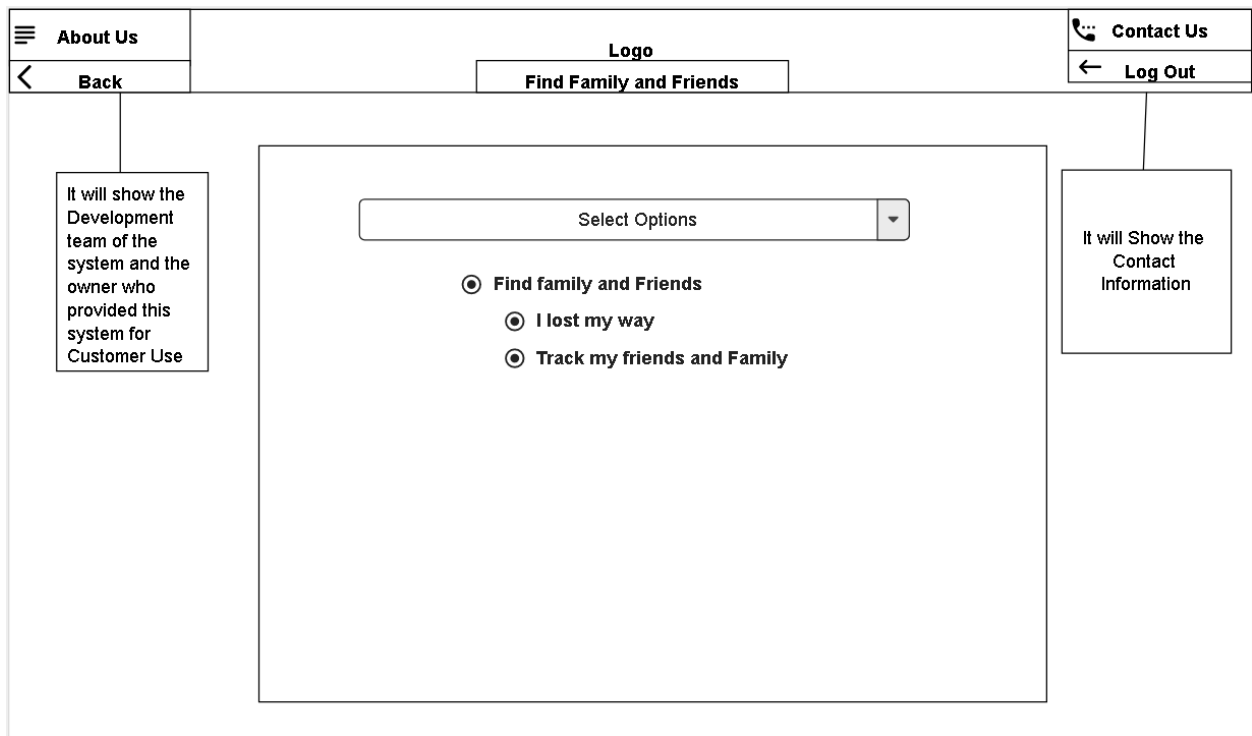 About Us
Back
Logo
Find Family and Friends
Contact Us
Log Out
It will show the
Development
team of the
system and the
owner who
provided this
system for
Customer Use
Select Options
Find family and Friends
I lost my way
Track my friends and Family
It will Show the
Contact
Information